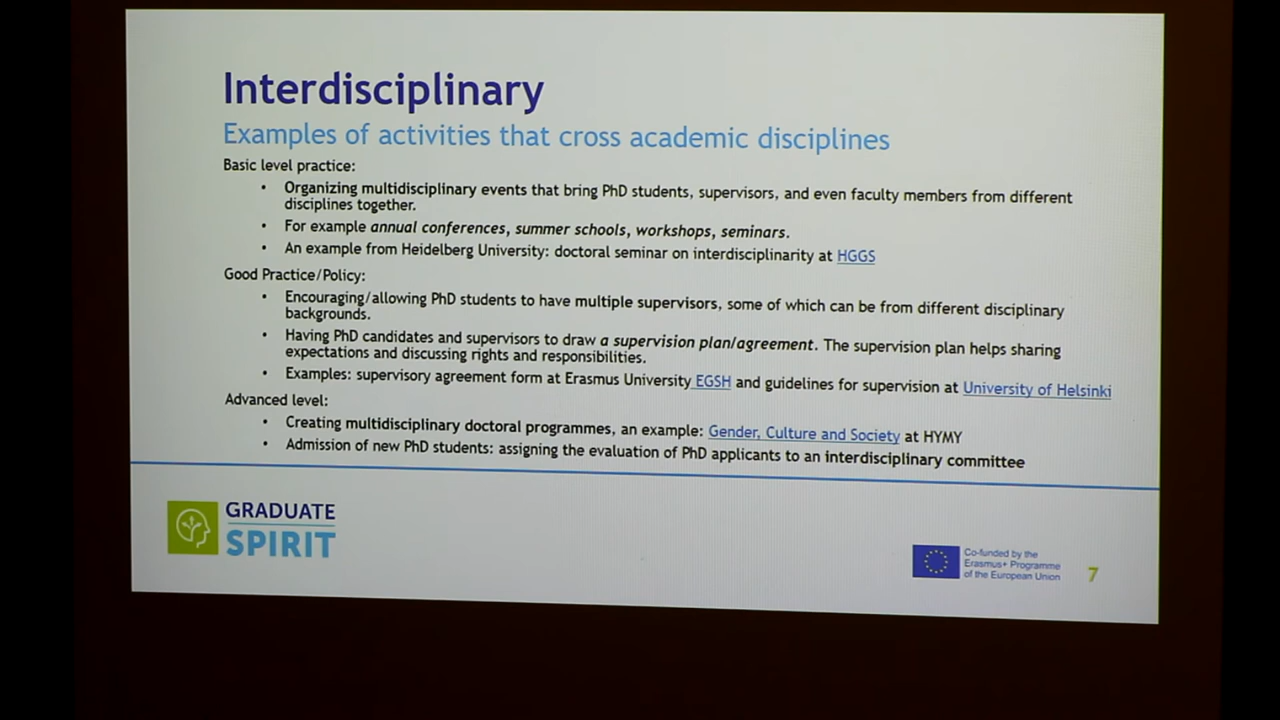 Interdisciplinary
Examples of activities that cross academic disciplines
Basic level practice:
• Organizing multidisciplinary events that bring PhD students, supervisors, and even faculty members from different
disciplines together.
• For example annual conferences, summer schools, workshops, seminars.
• An example from Heidelberg University: doctoral seminar on interdisciplinarity at HGGS
Good Practice/Policy:
• Encouraging/allowing PhD students to have multiple supervisors, some of which can be from different disciplinary
backgrounds.
• Having PhD candidates and supervisors to draw a supervision plan/agreement. The supervision plan helps sharing
expectations and discussing rights and responsibilities.
• Examples: supervisory agreement form at Erasmus University EGSH and guidelines for supervision at University of Helsinki
Advanced level:
• Creating multidisciplinary doctoral programmes, an example: Gender, Culture and Society at HYMY
• Admission of new PhD students: assigning the evaluation of PhD applicants to an interdisciplinary committee
GRADUATE
SPIRIT
Co-funded by the
Erasmus+ Programme
of the European Union
7